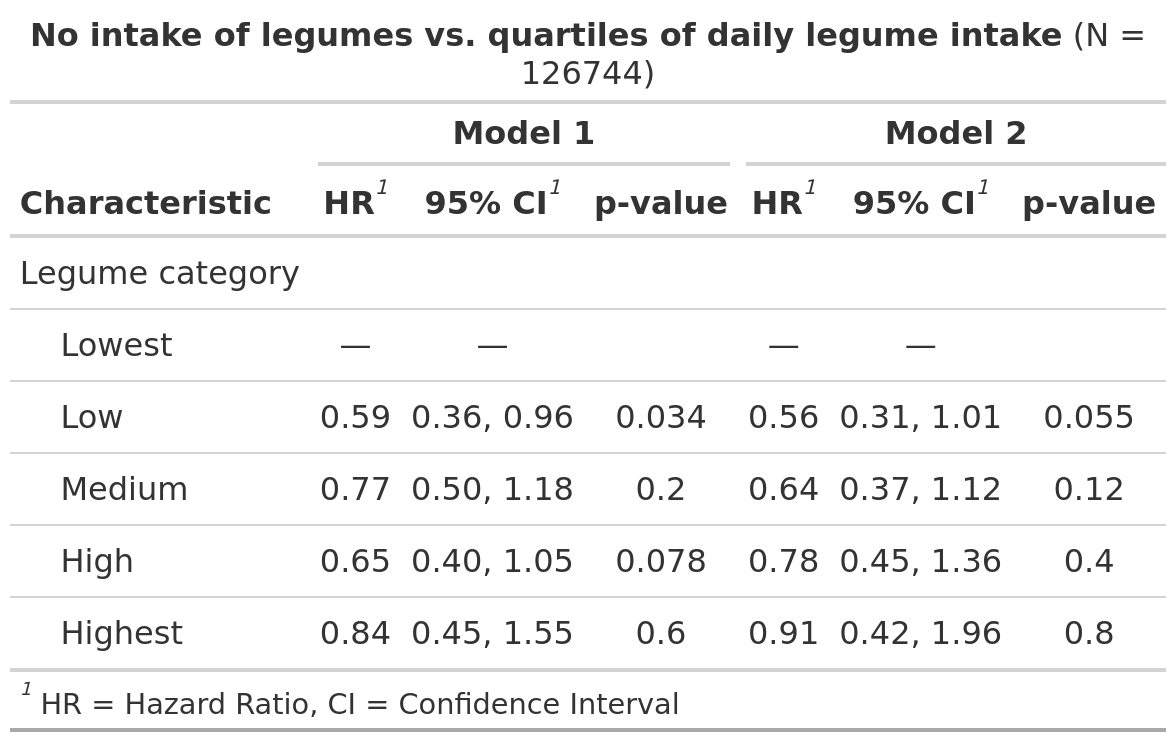 No intake of legumes vs. quartiles of daily legume intake (N =
126744)
Model 1 Model 2
Characteristic HR1 95% CI1 p-value HR1 95% CI1 p-value
Legume category
Lowest — — — —
Low 0.59 0.36, 0.96 0.034 0.56 0.31, 1.01 0.055
Medium 0.77 0.50, 1.18 0.2 0.64 0.37, 1.12 0.12
High 0.65 0.40, 1.05 0.078 0.78 0.45, 1.36 0.4
Highest 0.84 0.45, 1.55 0.6 0.91 0.42, 1.96 0.8
1 HR = Hazard Ratio, CI = Confidence Interval